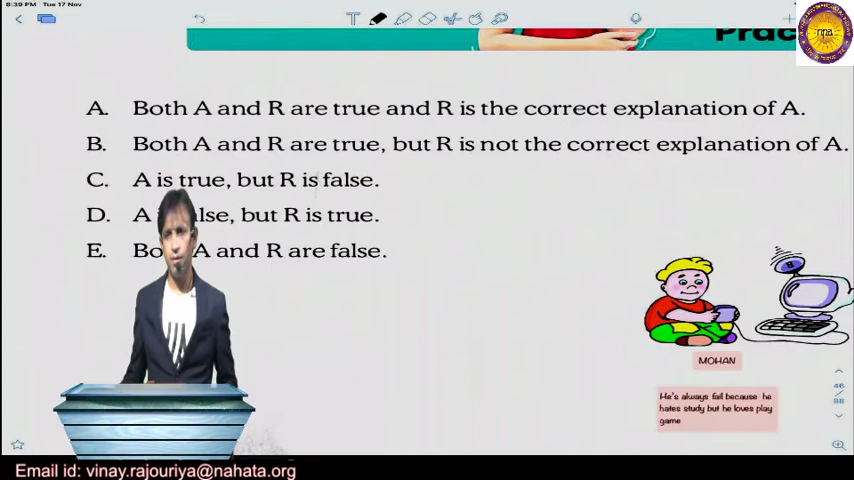 8:39 PM Tue 17 Nov
A. Both A and R are true and R is the correct explanation of A.
B. Both A and R are true, but R is not the correct explanation of A.
C. A is true, but R is false.
D. A false, but R is true.
E. Both A and R are false.
MOHAN
He's always fail because he
hates study but he loves play
game
46
88
Email id: vinay.rajouriya@nahata.org